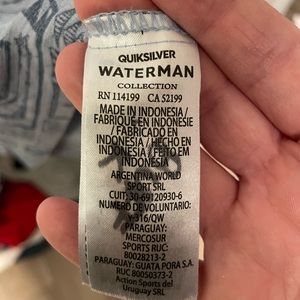 QUIKSILVER
WATERMAN
COLLECTION
RN 114199 CA 52199
MADE IN INDONESIA/
FABRIQUE EN INDONESIE
/ FABRICADO EN
INDONESIA / HECHO EN
INDONESIA / FEITO EM
INDONESIA
ARGENTINA WORLD
SPORT SRL
CUIT: 30-69120930-6
NUMERO DE VOLUNTARIO:
V-316/QW
PARAGUAY:
MERCOSUR
SPORTS RUC:
80028213-2
PARAGUAY: GUATA PORA S.A.
RUC 80050373-2
Action Sports del
Uruguay SRL